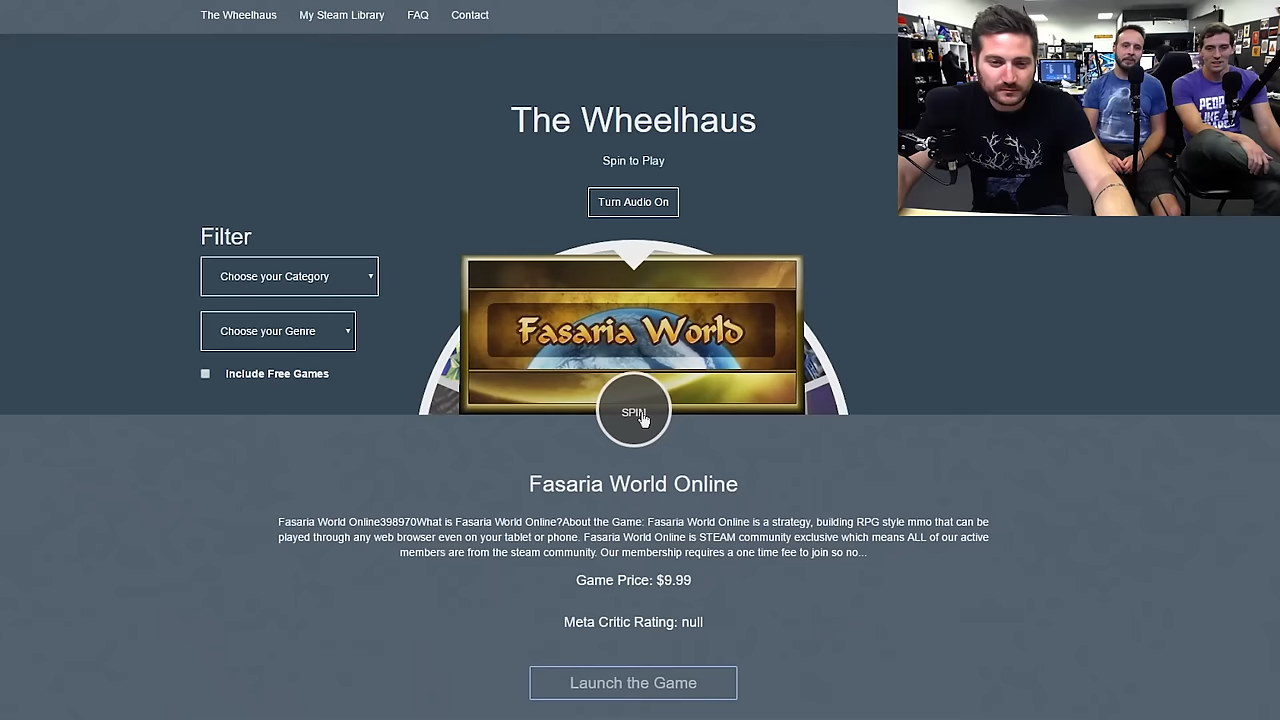 The Wheelhaus
My Steam Library
FAQ
Contact
The Wheelhaus
Spin to Play
Turn Audio On
Filter
Choose your Category
Choose your Genre
Include Free Games
Fasaria World
SPIN
Fasaria World Online
Fasaria World Online398970What is Fasaria World Online?About the Game: Fasaria World Online is a strategy, building RPG style mmo that can be
played through any web browser even on your tablet or phone. Fasaria World Online is STEAM community exclusive which means ALL of our active
members are from the steam community. Our membership requires a one time fee to join so no...
Game Price: $9.99
Meta Critic Rating: null
Launch the Game